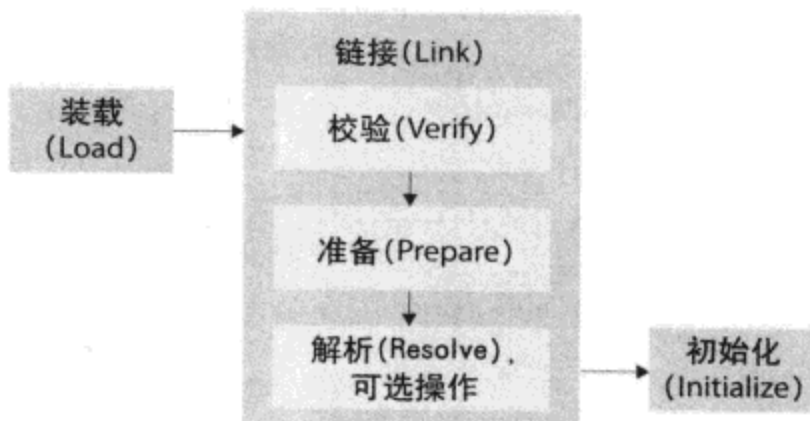 装载
(Load)
链接(Link)
校验(Verify)
准备(Prepare)
解析(Resolve),
可选操作
初始化
(Initialize)